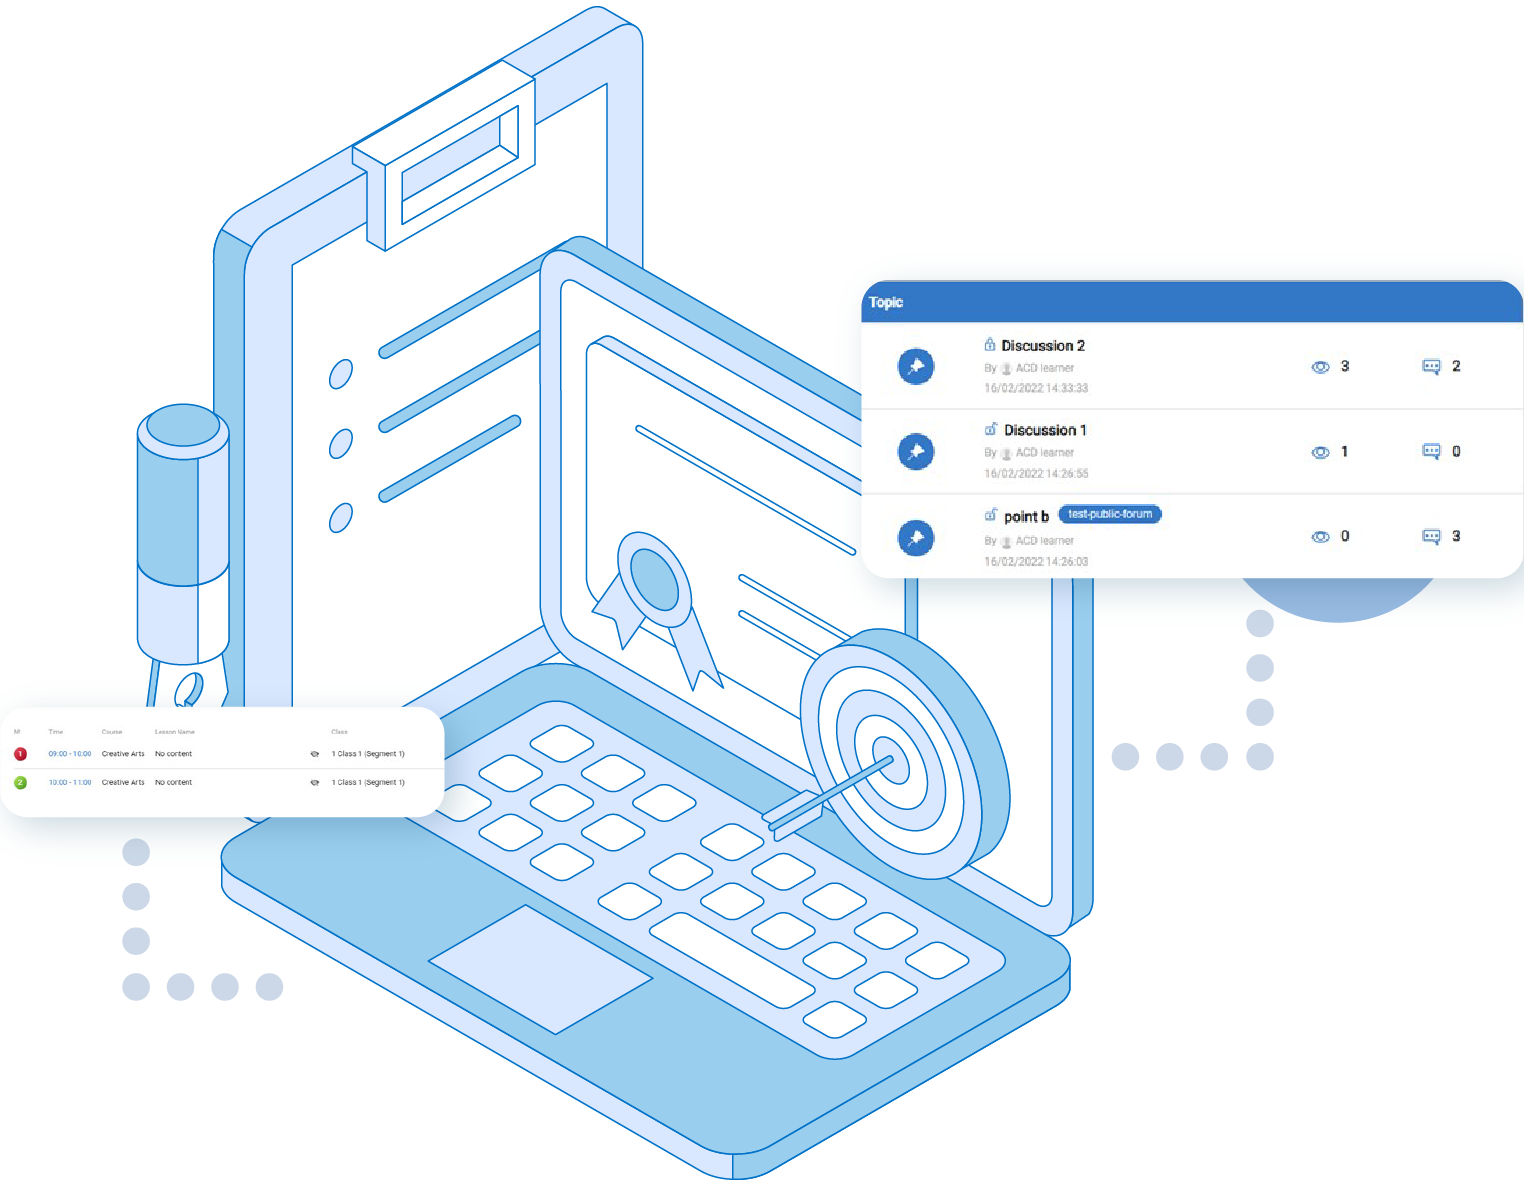 Topic
Discussion 2
3
2
By ACD learner
16/02/2022 14:33:33
Discussion 1
1
0
By ACD learner
16/02/2022 14:26:55
point b test-public-forum
0
3
By ACD learner
16/02/2022 14:26:03
Nº Time Course Lesson Name Class
1 09:00 - 10:00 Creative Arts No content 1 Class 1 (Segment 1)
2 10:00 - 11:00 Creative Arts No content 1 Class 1 (Segment 1)